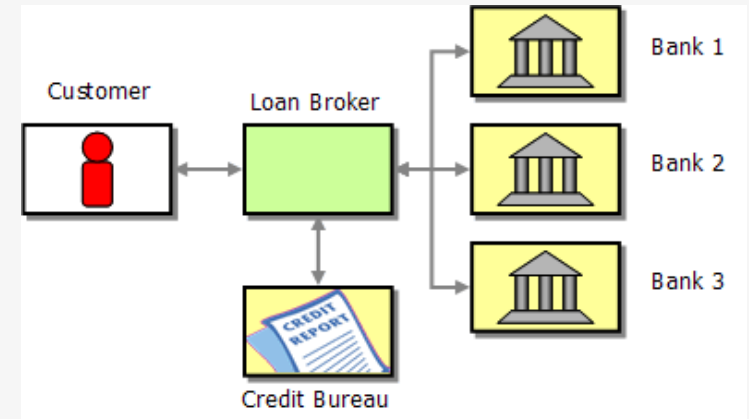 Bank 1
Customer
Loan Broker
Bank 2
Bank 3
CREDIT
REPORT
Credit Bureau